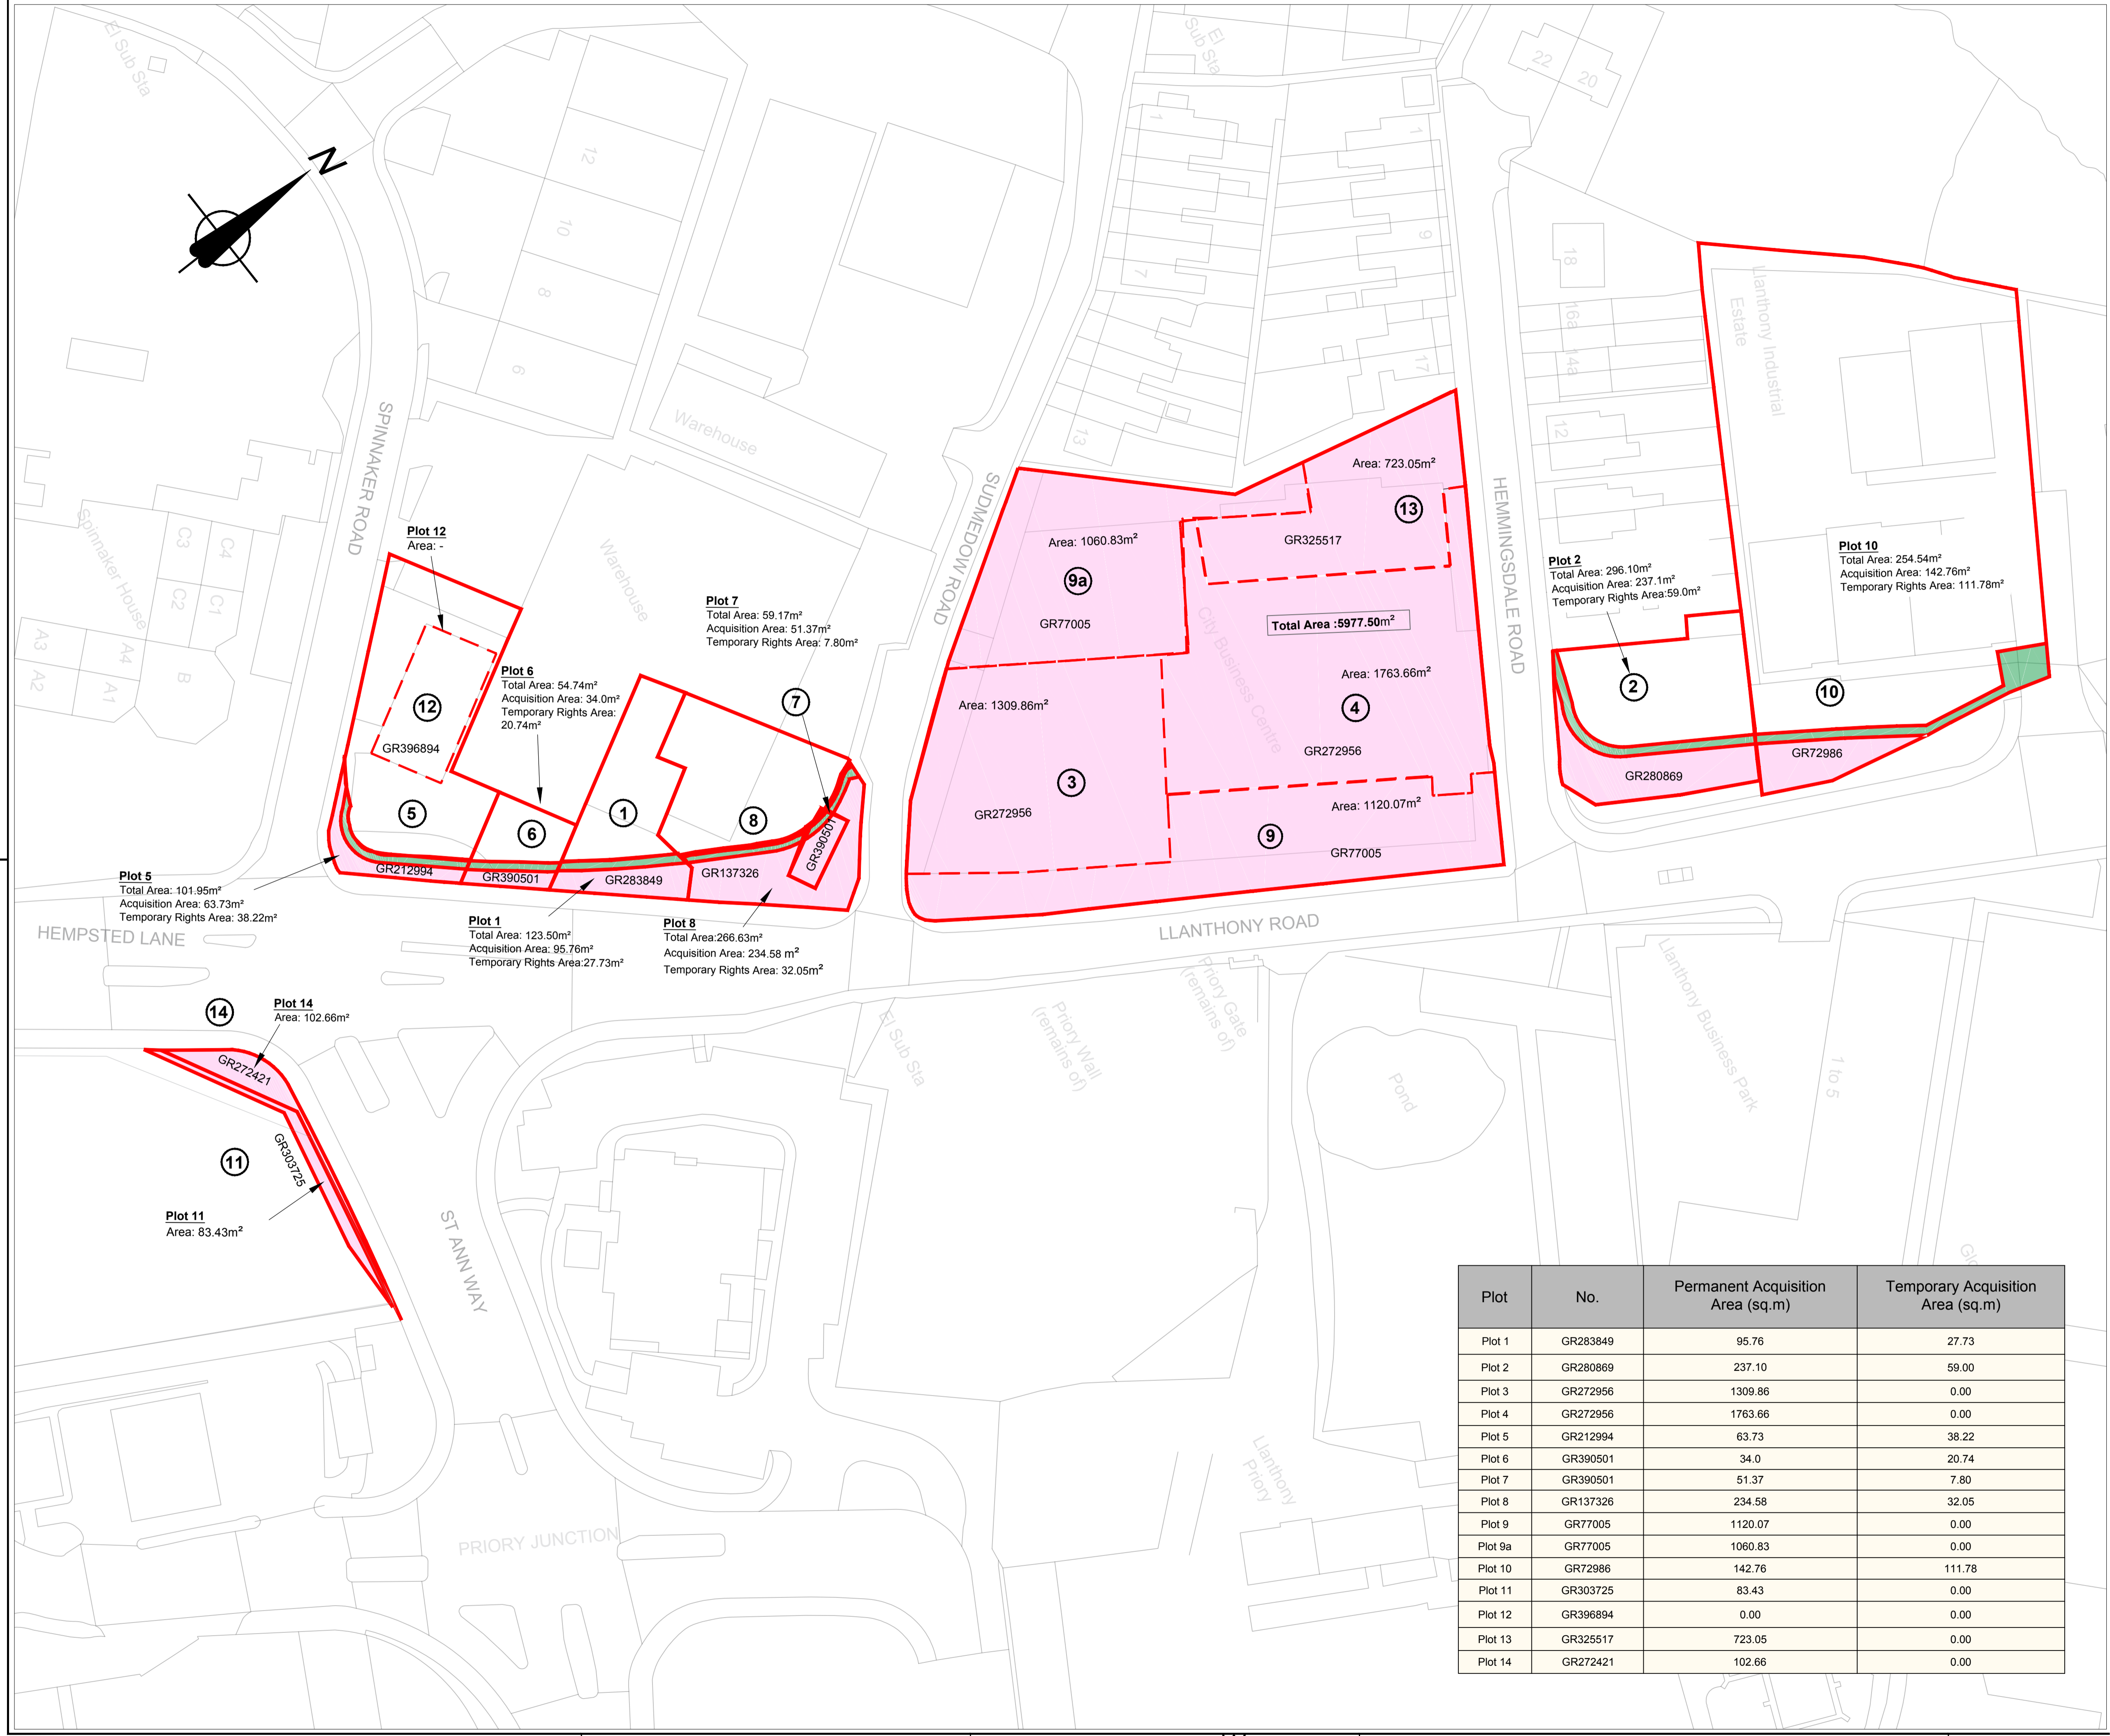 El Sub Sta
El
Sub Sta
22
20
N
12
10
8
6
1
7
13
1
9
17
18
16a
14a
12
Llanthony Industrial
Estate
Warehouse
Warehouse
SPINNAKER ROAD
SUDMEDOW ROAD
HEMMINGSDALE ROAD
Spinnaker House
C3
C4
C2
C1
A3
A4
B
A2
A1
Plot 12
Area: -
12
GR396894
Plot 7
Total Area: 59.17m²
Acquisition Area: 51.37m²
Temporary Rights Area: 7.80m²
7
Plot 6
Total Area: 54.74m²
Acquisition Area: 34.0m²
Temporary Rights Area:
20.74m²
5
6
1
8
GR212994
GR390501
GR283849
GR137326
GR390501
Plot 5
Total Area: 101.95m²
Acquisition Area: 63.73m²
Temporary Rights Area: 38.22m²
Plot 1
Total Area: 123.50m²
Acquisition Area: 95.76m²
Temporary Rights Area:27.73m²
Plot 8
Total Area:266.63m²
Acquisition Area: 234.58 m²
Temporary Rights Area: 32.05m²
Area: 723.05m²
13
GR325517
Area: 1060.83m²
9a
GR77005
City Business Centre
Total Area :5977.50m²
Area: 1763.66m²
4
GR272956
Area: 1309.86m²
3
GR272956
Area: 1120.07m²
9
GR77005
Plot 2
Total Area: 296.10m²
Acquisition Area: 237.1m²
Temporary Rights Area:59.0m²
2
GR280869
Plot 10
Total Area: 254.54m²
Acquisition Area: 142.76m²
Temporary Rights Area: 111.78m²
10
GR72986
HEMPSTED LANE
LLANTHONY ROAD
14
Plot 14
Area: 102.66m²
GR272421
11
GR303725
Plot 11
Area: 83.43m²
ST ANN WAY
El Sub Sta
Priory Wall
(remains of)
Priory Gate
(remains of)
Pond
Llanthony Business Park
1 to 5
Llanthony
Priory
PRIORY JUNCTION
Plot No. Permanent Acquisition Area (sq.m) Temporary Acquisition Area (sq.m)
Plot 1 GR283849 95.76 27.73
Plot 2 GR280869 237.10 59.00
Plot 3 GR272956 1309.86 0.00
Plot 4 GR272956 1763.66 0.00
Plot 5 GR212994 63.73 38.22
Plot 6 GR390501 34.0 20.74
Plot 7 GR390501 51.37 7.80
Plot 8 GR137326 234.58 32.05
Plot 9 GR77005 1120.07 0.00
Plot 9a GR77005 1060.83 0.00
Plot 10 GR72986 142.76 111.78
Plot 11 GR303725 83.43 0.00
Plot 12 GR396894 0.00 0.00
Plot 13 GR325517 723.05 0.00
Plot 14 GR272421 102.66 0.00